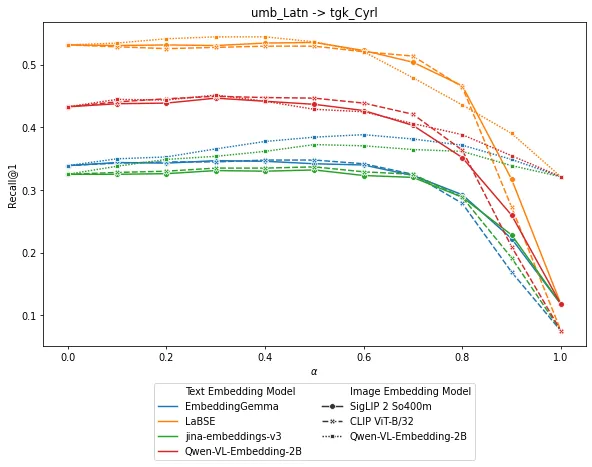 umb_Latn -> tgk_Cyrl
Recall@1
0.5
0.4
0.3
0.2
0.1
0.0 0.2 0.4 0.6 0.8 1.0
α
Text Embedding Model
EmbeddingGemma
LaBSE
jina-embeddings-v3
Qwen-VL-Embedding-2B
Image Embedding Model
SigLIP 2 So400m
CLIP ViT-B/32
Qwen-VL-Embedding-2B